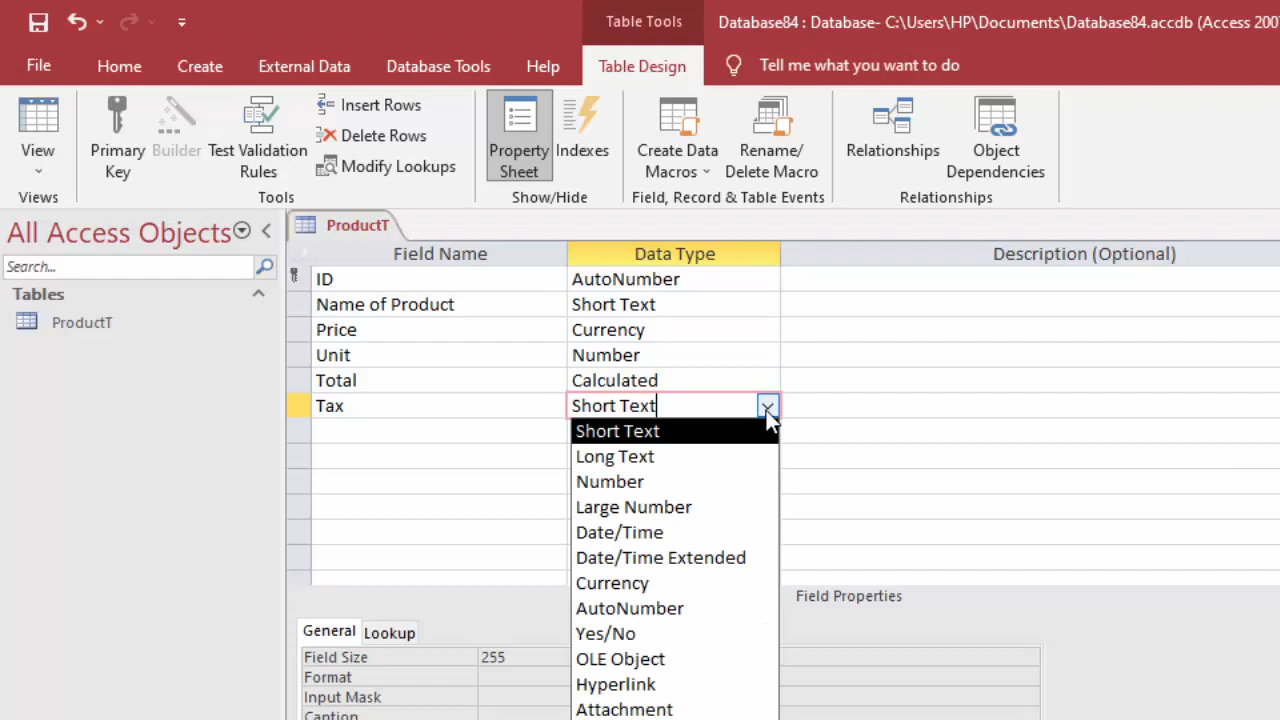 Table Tools
Database84 : Database- C:\Users\HP\Documents\Database84.accdb (Access 200
File Home Create External Data Database Tools Help Table Design Tell me what you want to do
View
Primary Key
Builder
Test Validation Rules
Insert Rows
Delete Rows
Modify Lookups
Property Sheet
Indexes
Create Data Macros
Rename/ Delete Macro
Relationships
Object Dependencies
Views Tools Show/Hide Field, Record & Table Events Relationships
All Access Objects
Search...
Tables
ProductT
ProductT
Field Name Data Type Description (Optional)
ID AutoNumber
Name of Product Short Text
Price Currency
Unit Number
Total Calculated
Tax Short Text
Short Text
Long Text
Number
Large Number
Date/Time
Date/Time Extended
Currency
AutoNumber
Yes/No
OLE Object
Hyperlink
Attachment
Field Properties
General Lookup
Field Size 255
Format
Input Mask
Caption